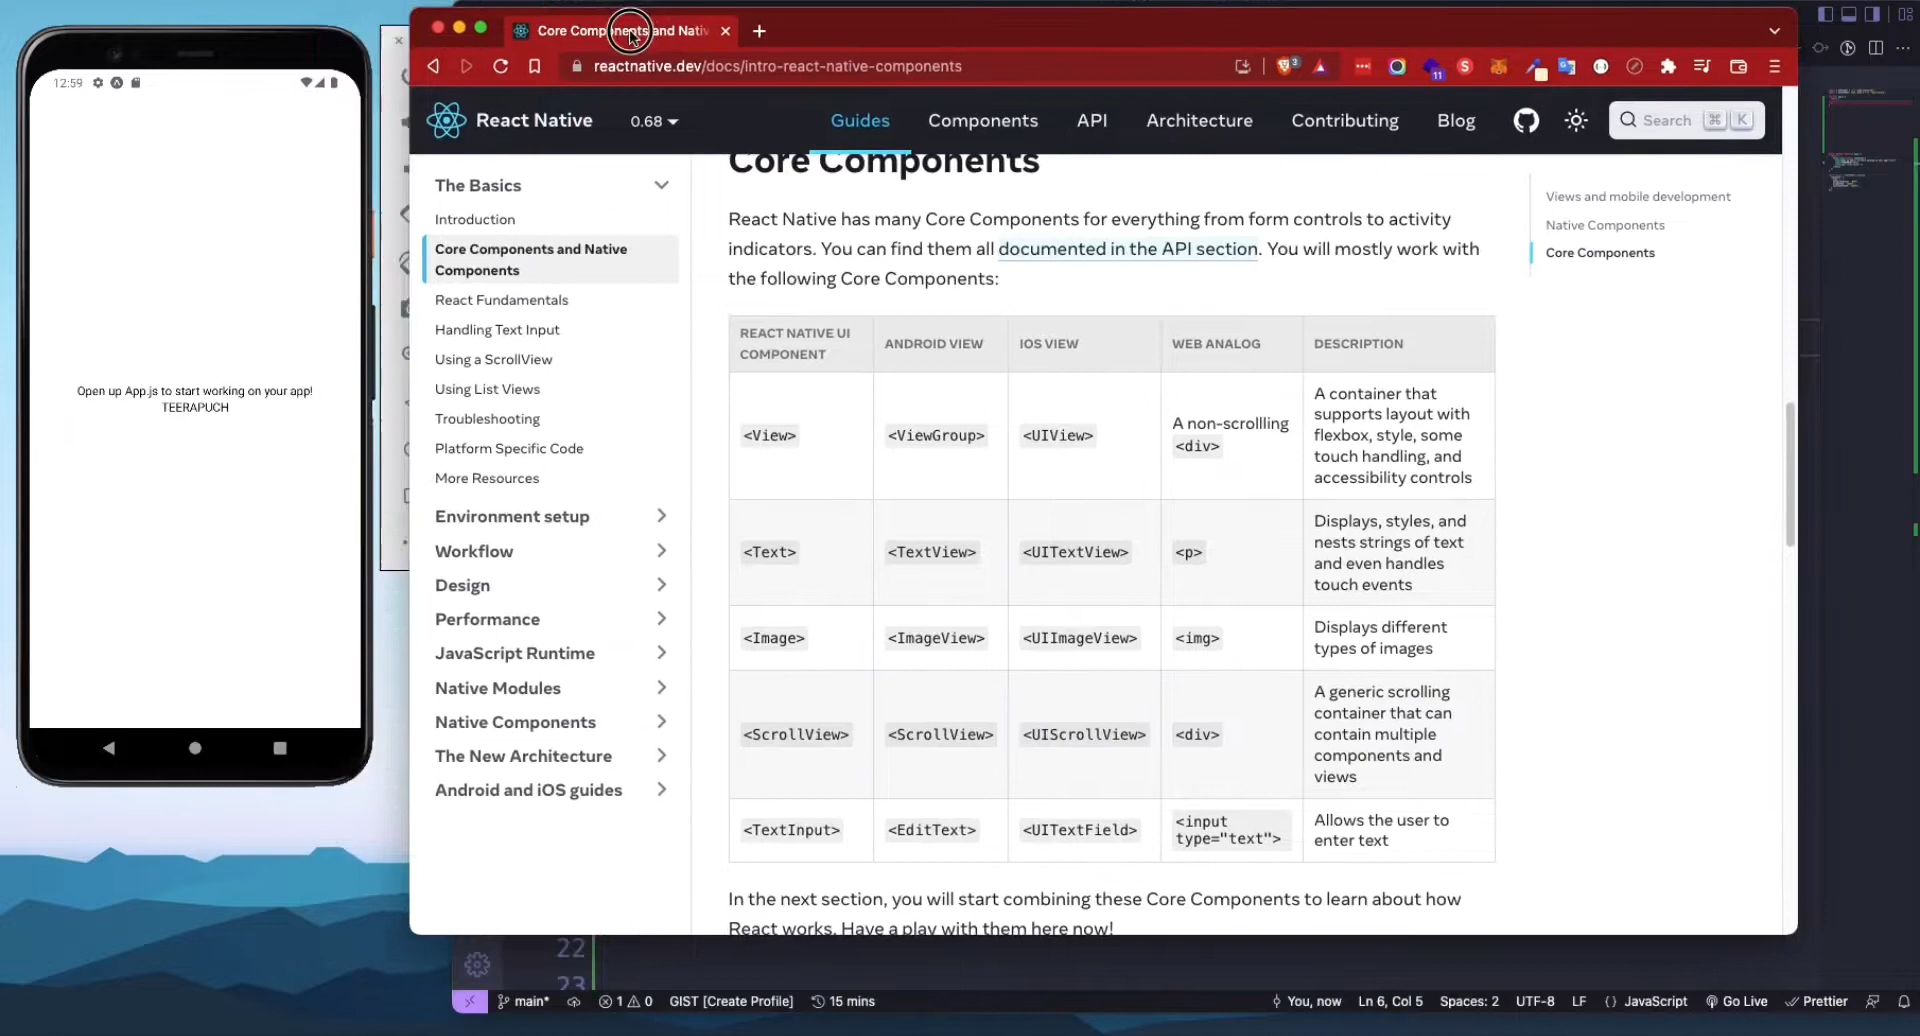 12:59
Open up App.js to start working on your app!
TEERAPUCH
Core Components and Nativ
reactnative.dev/docs/intro-react-native-components
3
11
React Native
0.68
Guides
Components
API
Architecture
Contributing
Blog
Search
⌘ K
The Basics
Introduction
Core Components and Native
Components
React Fundamentals
Handling Text Input
Using a ScrollView
Using List Views
Troubleshooting
Platform Specific Code
More Resources
Environment setup
Workflow
Design
Performance
JavaScript Runtime
Native Modules
Native Components
The New Architecture
Android and iOS guides
Core Components
React Native has many Core Components for everything from form controls to activity
indicators. You can find them all documented in the API section. You will mostly work with
the following Core Components:
REACT NATIVE UI
COMPONENT
ANDROID VIEW
IOS VIEW
WEB ANALOG
DESCRIPTION
<View>
<ViewGroup>
<UIView>
A non-scrollling
<div>
A container that
supports layout with
flexbox, style, some
touch handling, and
accessibility controls
<Text>
<TextView>
<UITextView>
<p>
Displays, styles, and
nests strings of text
and even handles
touch events
<Image>
<ImageView>
<UIImageView>
<img>
Displays different
types of images
<ScrollView>
<ScrollView>
<UIScrollView>
<div>
A generic scrolling
container that can
contain multiple
components and
views
<TextInput>
<EditText>
<UITextField>
<input
type="text">
Allows the user to
enter text
In the next section, you will start combining these Core Components to learn about how
React works. Have a play with them here now!
Views and mobile development
Native Components
Core Components
22
23
main*
1
0
GIST [Create Profile]
15 mins
You, now
Ln 6, Col 5
Spaces: 2
UTF-8
LF
{} JavaScript
Go Live
Prettier